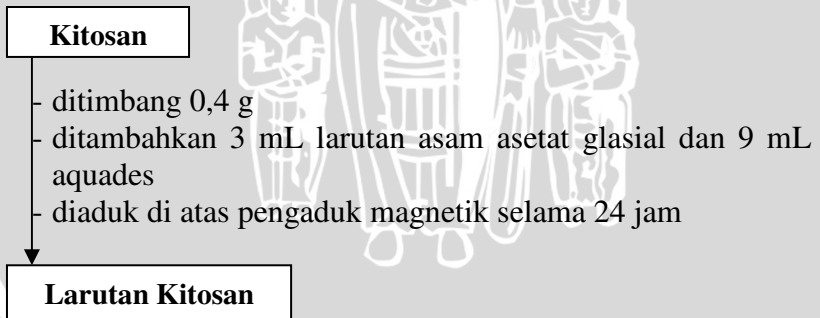 Kitosan
- ditimbang 0,4 g
- ditambahkan 3 mL larutan asam asetat glasial dan 9 mL
aquades
- diaduk di atas pengaduk magnetik selama 24 jam
Larutan Kitosan